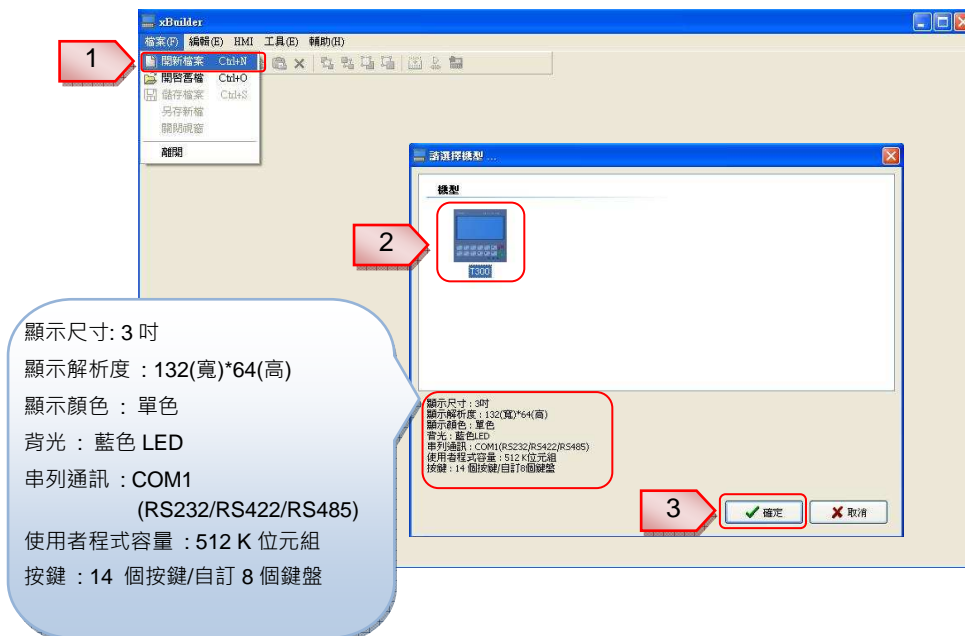 xBuilder
檔案(F) 編輯(E) HMI 工具(E) 輔助(H)
1
開新檔案 Ctrl+N
開啓舊檔 Ctrl+O
儲存檔案 Ctrl+S
另存新檔
關閉視窗
離開
請選擇機型 ...
機型
2
T300
顯示尺寸: 3 吋
顯示解析度 : 132(寬)*64(高)
顯示顏色 : 單色
背光 : 藍色 LED
串列通訊 : COM1
(RS232/RS422/RS485)
使用者程式容量 : 512 K 位元組
按鍵 : 14 個按鍵/自訂 8 個鍵盤
顯示尺寸 : 3吋
顯示解析度 : 132(寬)*64(高)
顯示顏色 : 單色
背光 : 藍色LED
串列通訊 : COM1(RS232/RS422/RS485)
使用者程式容量 : 512 K位元組
按鍵 : 14 個按鍵/自訂8個鍵盤
3
確定
取消